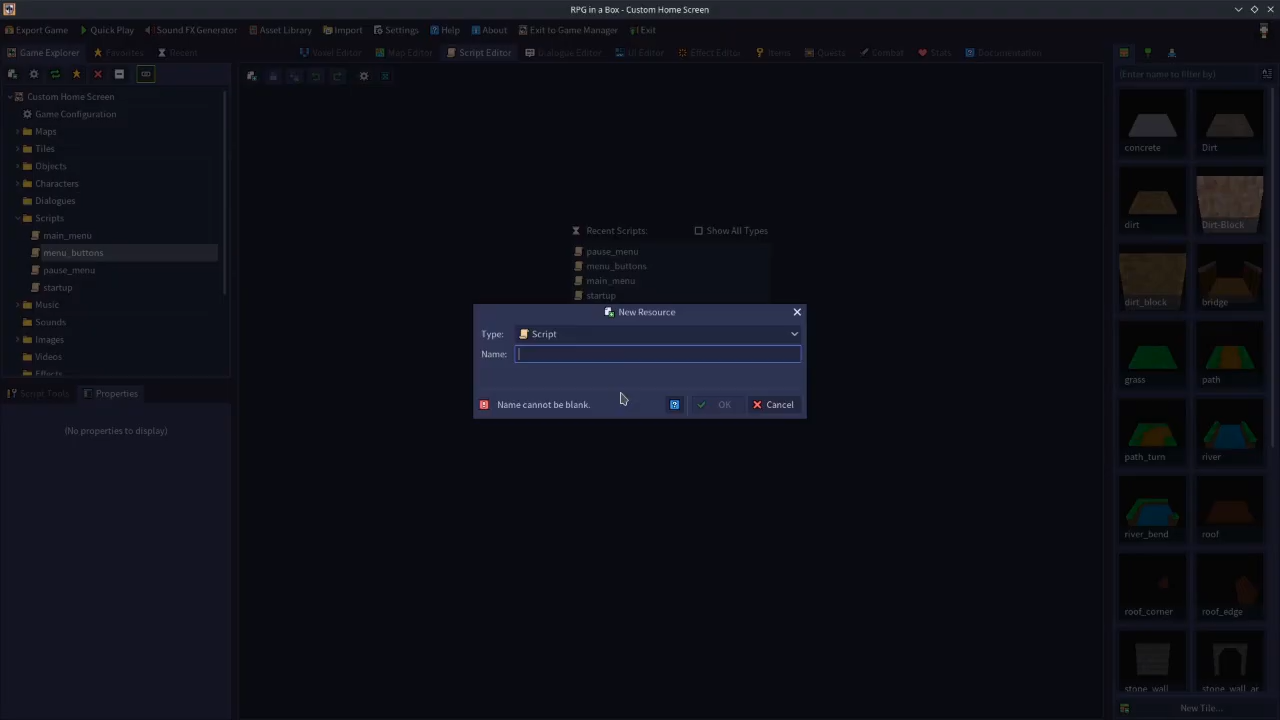 RPG in a Box - Custom Home Screen
Export Game Quick Play Sound FX Generator Asset Library Import Settings Help About Exit to Game Manager Exit
Game Explorer Favorites Recent Voxel Editor Map Editor Script Editor Dialogue Editor UI Editor Effect Editor Items Quests Combat Stats Documentation
(Enter name to filter by)
Custom Home Screen
Game Configuration
Maps
Tiles
Objects
Characters
Dialogues
Scripts
main_menu
menu_buttons
pause_menu
startup
Music
Sounds
Images
Videos
Effects
Script Tools Properties
(No properties to display)
Recent Scripts: Show All Types
pause_menu
menu_buttons
main_menu
startup
New Resource
Type: Script
Name:
Name cannot be blank.
OK Cancel
concrete Dirt
dirt Dirt-Block
dirt_block bridge
grass path
path_turn river
river_bend roof
roof_corner roof_edge
stone_wall stone_wall_ar
New Tile...